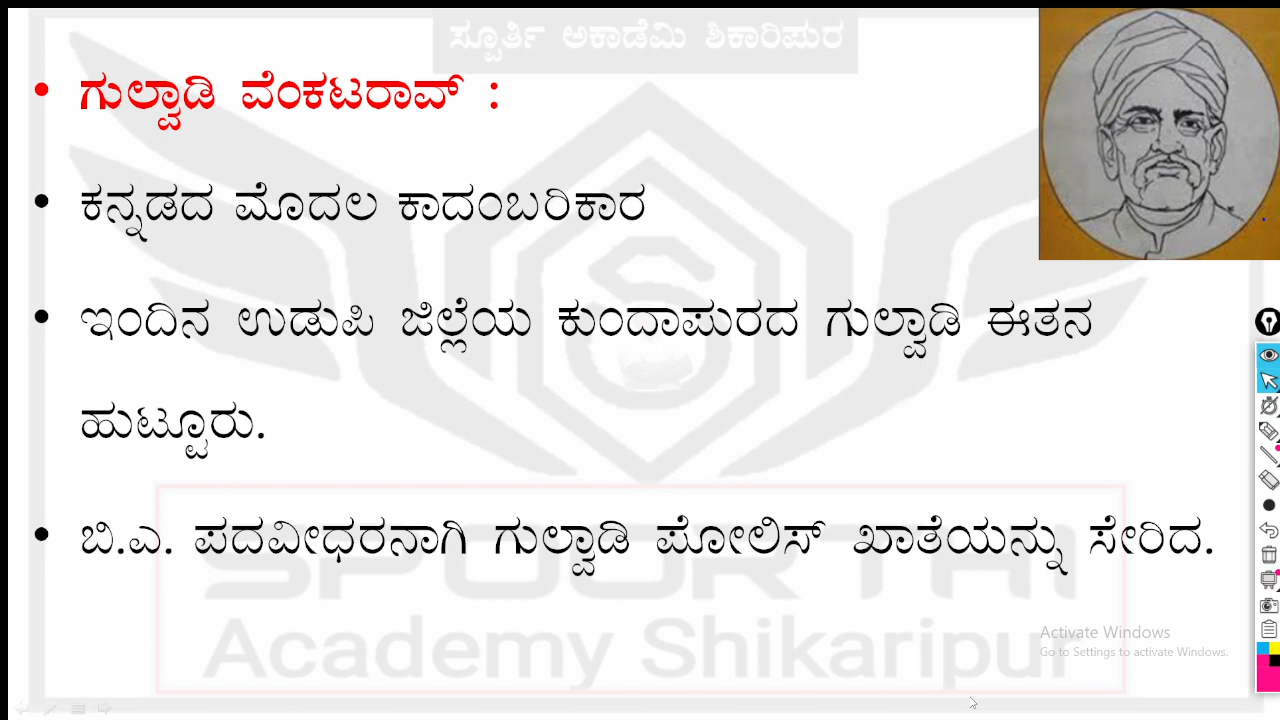 ಸ್ಪೂರ್ತಿ ಅಕಾಡೆಮಿ ಶಿಕಾರಿಪುರ
• ಗುಲ್ವಾಡಿ ವೆಂಕಟರಾವ್ :
• ಕನ್ನಡದ ಮೊದಲ ಕಾದಂಬರಿಕಾರ
• ಇಂದಿನ ಉಡುಪಿ ಜಿಲ್ಲೆಯ ಕುಂದಾಪುರದ ಗುಲ್ವಾಡಿ ಈತನ
ಹುಟ್ಟೂರು.
• ಬಿ.ಎ. ಪದವೀಧರನಾಗಿ ಗುಲ್ವಾಡಿ ಪೋಲಿಸ್ ಖಾತೆಯನ್ನು ಸೇರಿದ.
SPOORTHI
Academy Shikaripur
Activate Windows
Go to Settings to activate Windows.